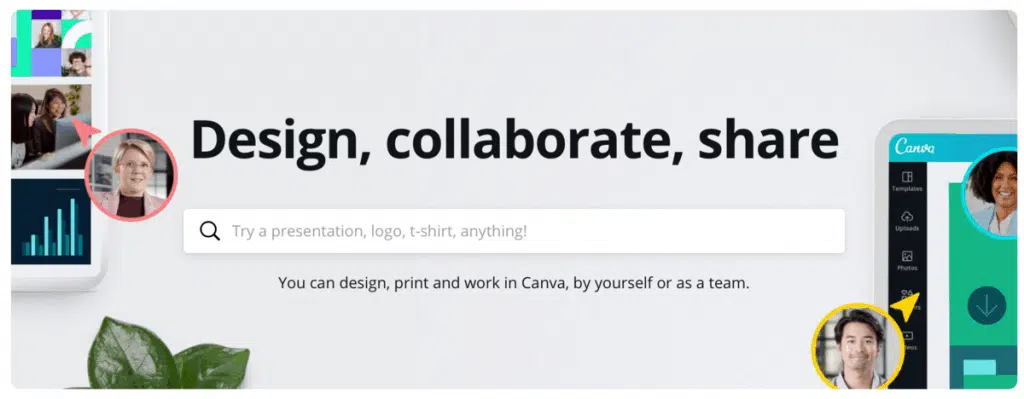 Design, collaborate, share
Try a presentation, logo, t-shirt, anything!
You can design, print and work in Canva, by yourself or as a team.
Canva
Templates
Uploads
Photos